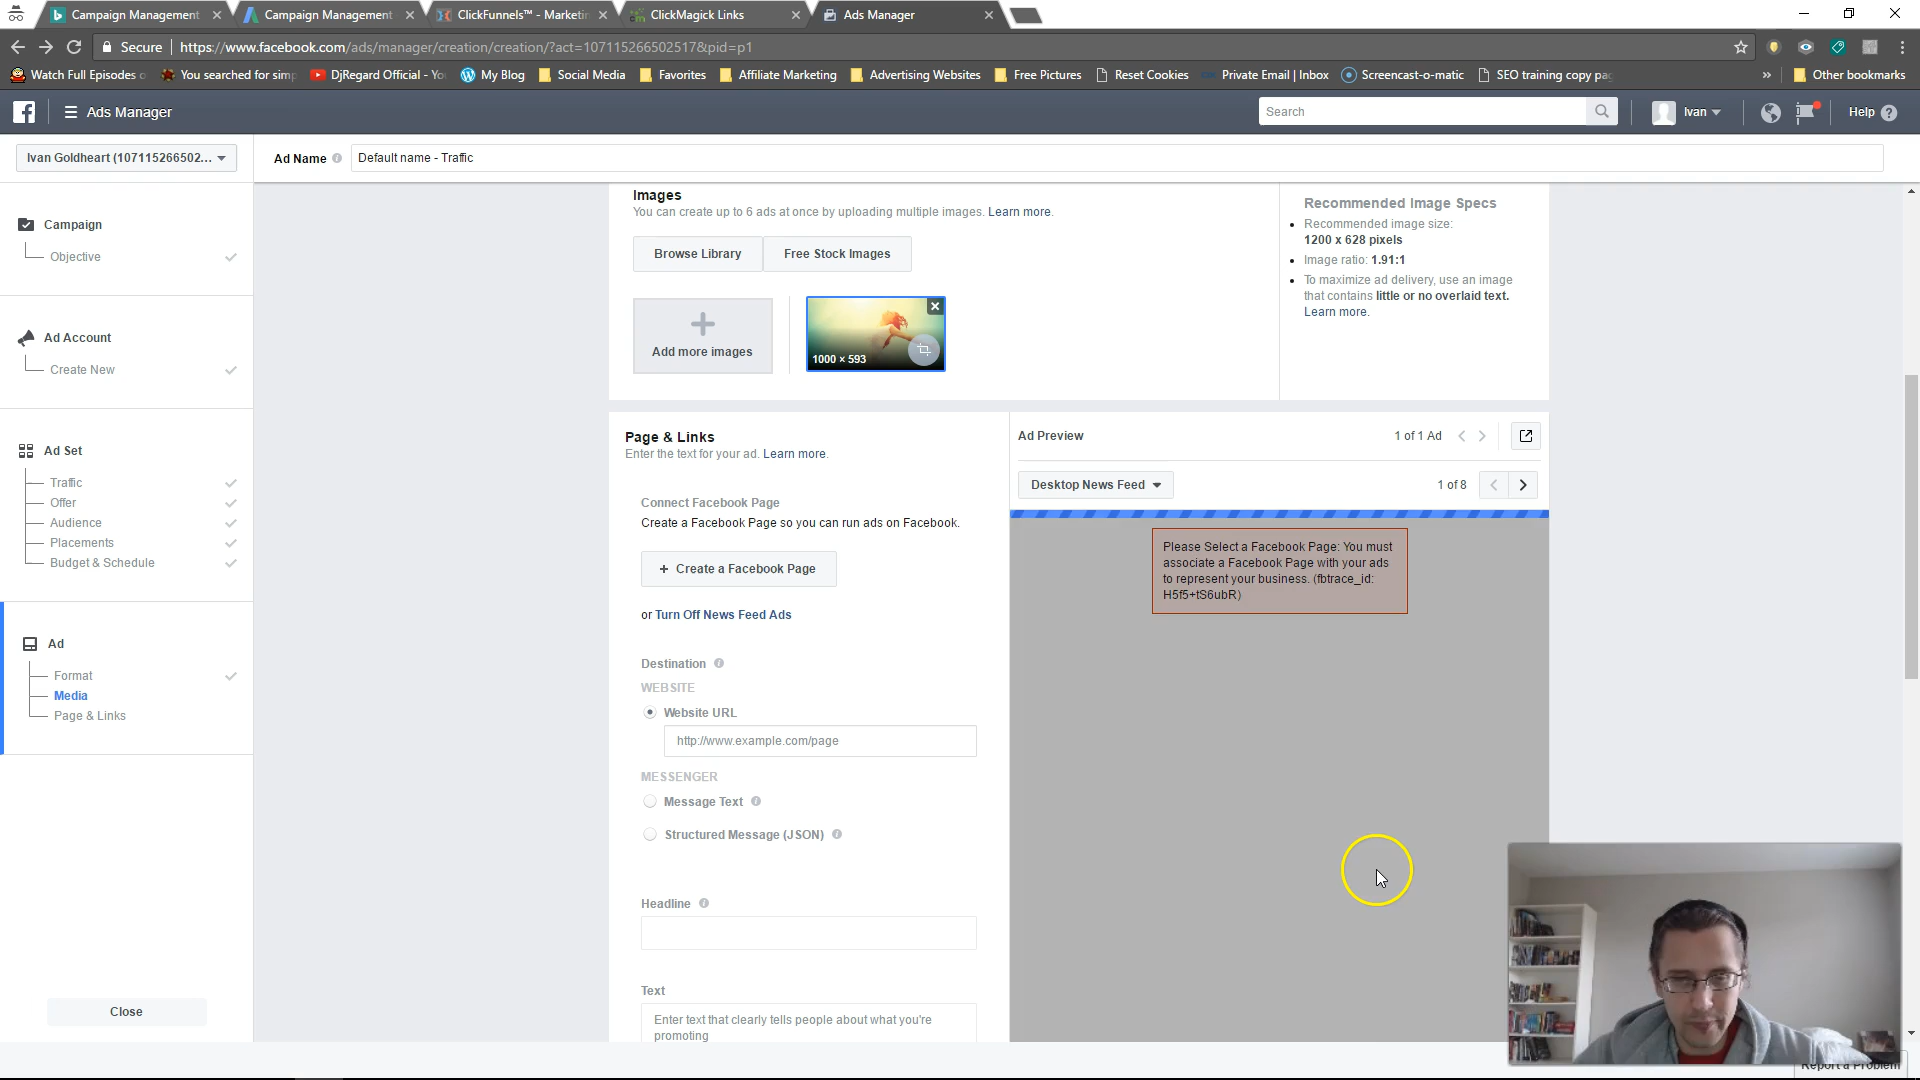 Campaign Management
Campaign Management
ClickFunnels™ - Marketin
ClickMagick Links
Ads Manager
Secure
https://www.facebook.com/ads/manager/creation/creation/?act=107115266502517&pid=p1
Watch Full Episodes o
You searched for simp
DjRegard Official - Yo
My Blog
Social Media
Favorites
Affiliate Marketing
Advertising Websites
Free Pictures
Reset Cookies
Private Email | Inbox
Screencast-o-matic
SEO training copy pag
Other bookmarks
Ads Manager
Search
Ivan
Help
Ivan Goldheart (107115266502...
Ad Name
Default name - Traffic
Campaign
Objective
Ad Account
Create New
Ad Set
Traffic
Offer
Audience
Placements
Budget & Schedule
Ad
Format
Media
Page & Links
Close
Images
You can create up to 6 ads at once by uploading multiple images. Learn more.
Browse Library
Free Stock Images
Add more images
1000 × 593
Recommended Image Specs
Recommended image size:
1200 x 628 pixels
Image ratio: 1.91:1
To maximize ad delivery, use an image
that contains little or no overlaid text.
Learn more.
Page & Links
Enter the text for your ad. Learn more.
Connect Facebook Page
Create a Facebook Page so you can run ads on Facebook.
+ Create a Facebook Page
or Turn Off News Feed Ads
Destination
WEBSITE
Website URL
http://www.example.com/page
MESSENGER
Message Text
Structured Message (JSON)
Headline
Text
Enter text that clearly tells people about what you're
promoting
Ad Preview
1 of 1 Ad
Desktop News Feed
1 of 8
Please Select a Facebook Page: You must
associate a Facebook Page with your ads
to represent your business. (fbtrace_id:
H5f5+tS6ubR)
Report a Problem